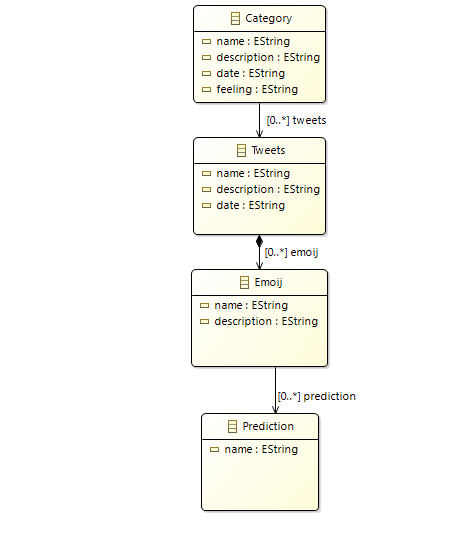 Category
name : EString
description : EString
date : EString
feeling : EString
[0..*] tweets
Tweets
name : EString
description : EString
date : EString
[0..*] emoij
Emoij
name : EString
description : EString
[0..*] prediction
Prediction
name : EString